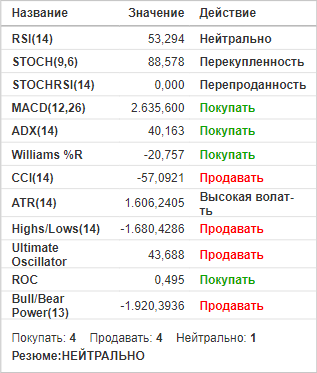 Название Значение Действие
RSI(14) 53,294 Нейтрально
STOCH(9,6) 88,578 Перекупленность
STOCHRSI(14) 0,000 Перепроданность
MACD(12,26) 2.635,600 Покупать
ADX(14) 40,163 Покупать
Williams %R -20,757 Покупать
CCI(14) -57,0921 Продавать
ATR(14) 1.606,2405 Высокая волат-
ть
Highs/Lows(14) -1.680,4286 Продавать
Ultimate
Oscillator 43,688 Продавать
ROC 0,495 Покупать
Bull/Bear
Power(13) -1.920,3936 Продавать
Покупать: 4 Продавать: 4 Нейтрально: 1
Резюме:НЕЙТРАЛЬНО